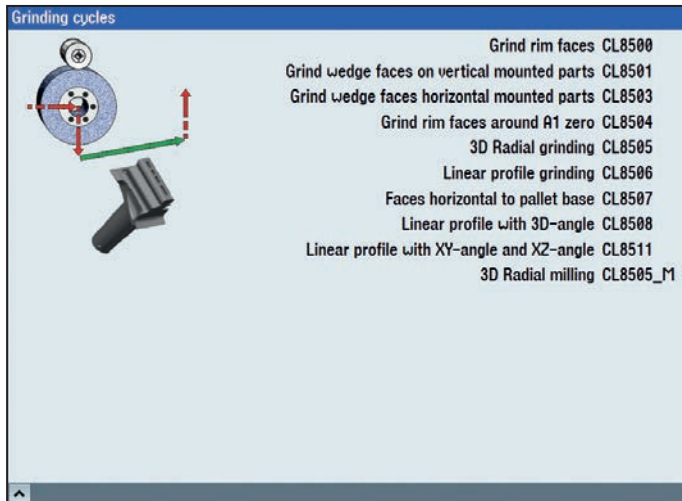 Grinding cycles
Grind rim faces CL8500
Grind wedge faces on vertical mounted parts CL8501
Grind wedge faces horizontal mounted parts CL8503
Grind rim faces around A1 zero CL8504
3D Radial grinding CL8505
Linear profile grinding CL8506
Faces horizontal to pallet base CL8507
Linear profile with 3D-angle CL8508
Linear profile with XY-angle and XZ-angle CL8511
3D Radial milling CL8505_M